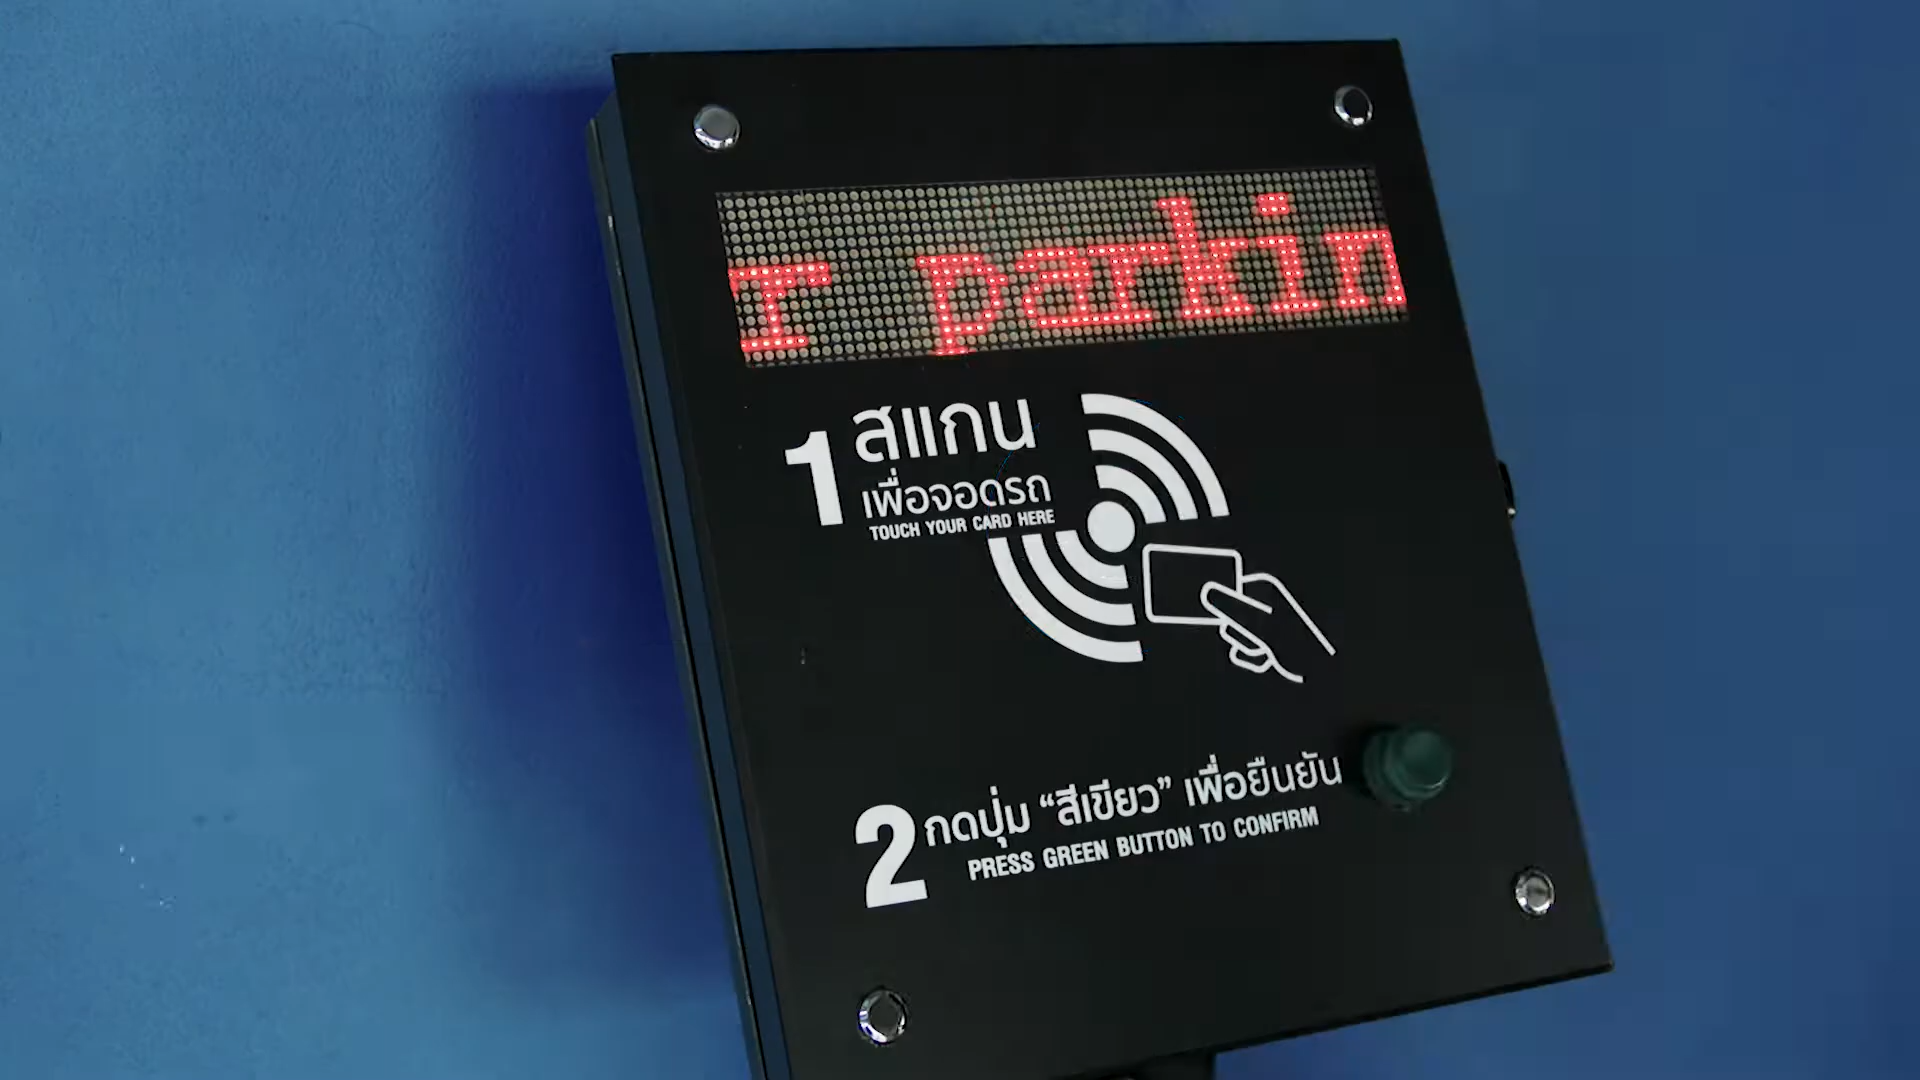 r parkin
1 สแกน
เพื่อจอดรถ
TOUCH YOUR CARD HERE
2 กดปุ่ม “สีเขียว” เพื่อยืนยัน
PRESS GREEN BUTTON TO CONFIRM